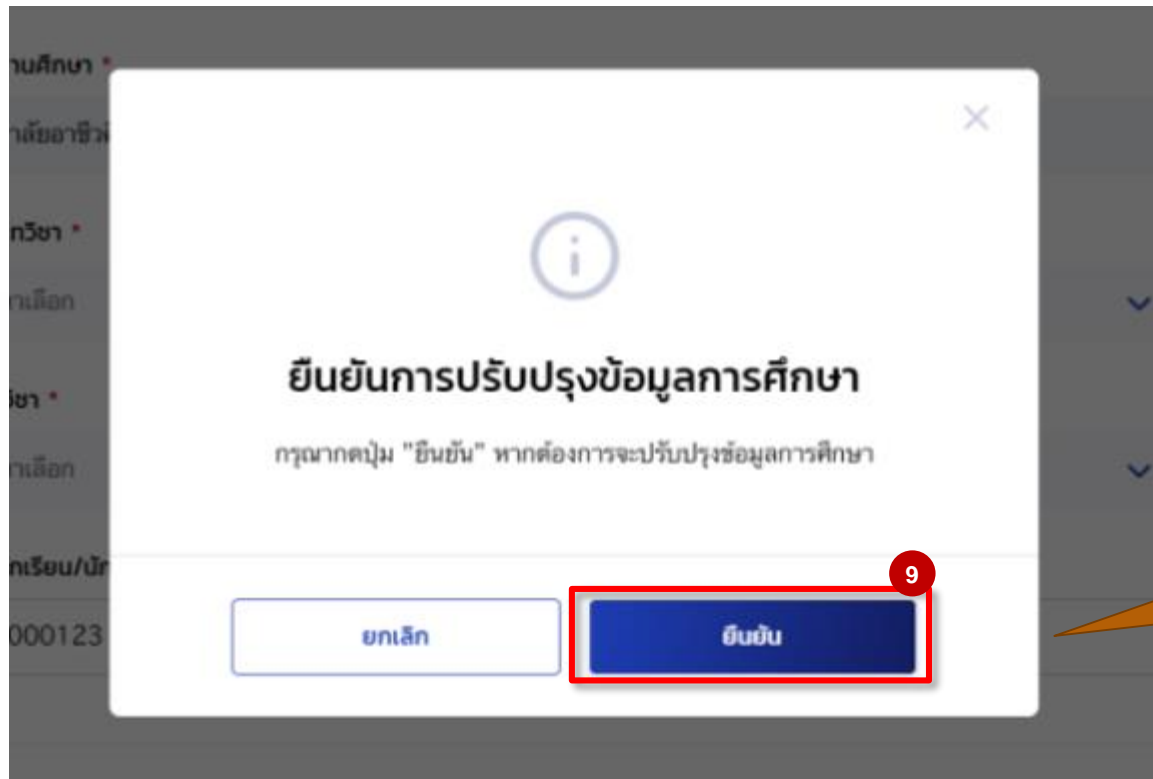 านศึกษา *
าลัยอาชีวศ
ทวิชา *
าเลือก
ยืนยันการปรับปรุงข้อมูลการศึกษา
วิชา *
กรุณากดปุ่ม "ยืนยัน" หากต้องการจะปรับปรุงข้อมูลการศึกษา
าเลือก
กเรียน/นัก
9
000123
ยกเลิก
ยืนยัน